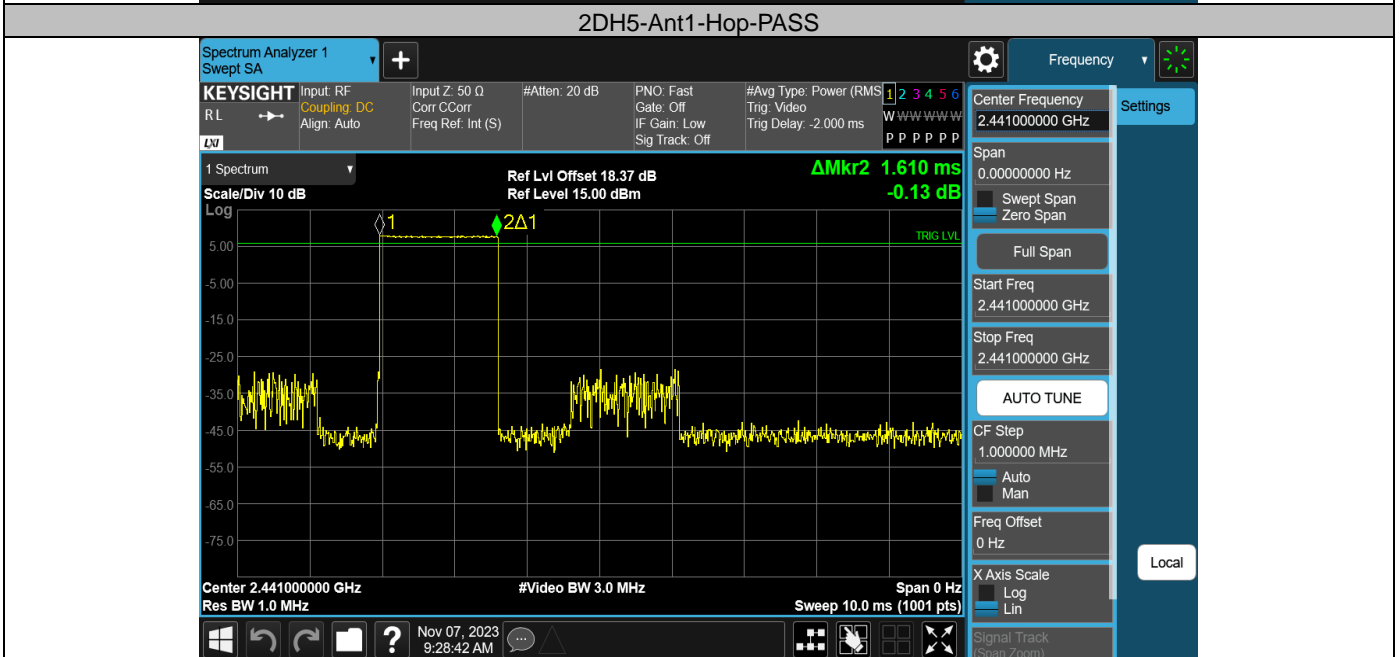 2DH5-Ant1-Hop-PASS
Spectrum Analyzer 1
Swept SA
+
Frequency
KEYSIGHT
RL
LXI
Input: RF
Coupling: DC
Align: Auto
Input Z: 50 Ω
Corr CCorr
Freq Ref: Int (S)
#Atten: 20 dB
PNO: Fast
Gate: Off
IF Gain: Low
Sig Track: Off
#Avg Type: Power (RMS
Trig: Video
Trig Delay: -2.000 ms
1 2 3 4 5 6
W W W W W W
P P P P P P
1 Spectrum
Scale/Div 10 dB
Log
Ref Lvl Offset 18.37 dB
Ref Level 15.00 dBm
ΔMkr2 1.610 ms
-0.13 dB
1
2Δ1
TRIG LVL
5.00
-5.00
-15.0
-25.0
-35.0
-45.0
-55.0
-65.0
-75.0
Center 2.441000000 GHz
#Video BW 3.0 MHz
Span 0 Hz
Res BW 1.0 MHz
Sweep 10.0 ms (1001 pts)
Center Frequency
2.441000000 GHz
Settings
Span
0.00000000 Hz
Swept Span
Zero Span
Full Span
Start Freq
2.441000000 GHz
Stop Freq
2.441000000 GHz
AUTO TUNE
CF Step
1.000000 MHz
Auto
Man
Freq Offset
0 Hz
Local
X Axis Scale
Log
Lin
Signal Track
(Span Zoom)
?
Nov 07, 2023
9:28:42 AM